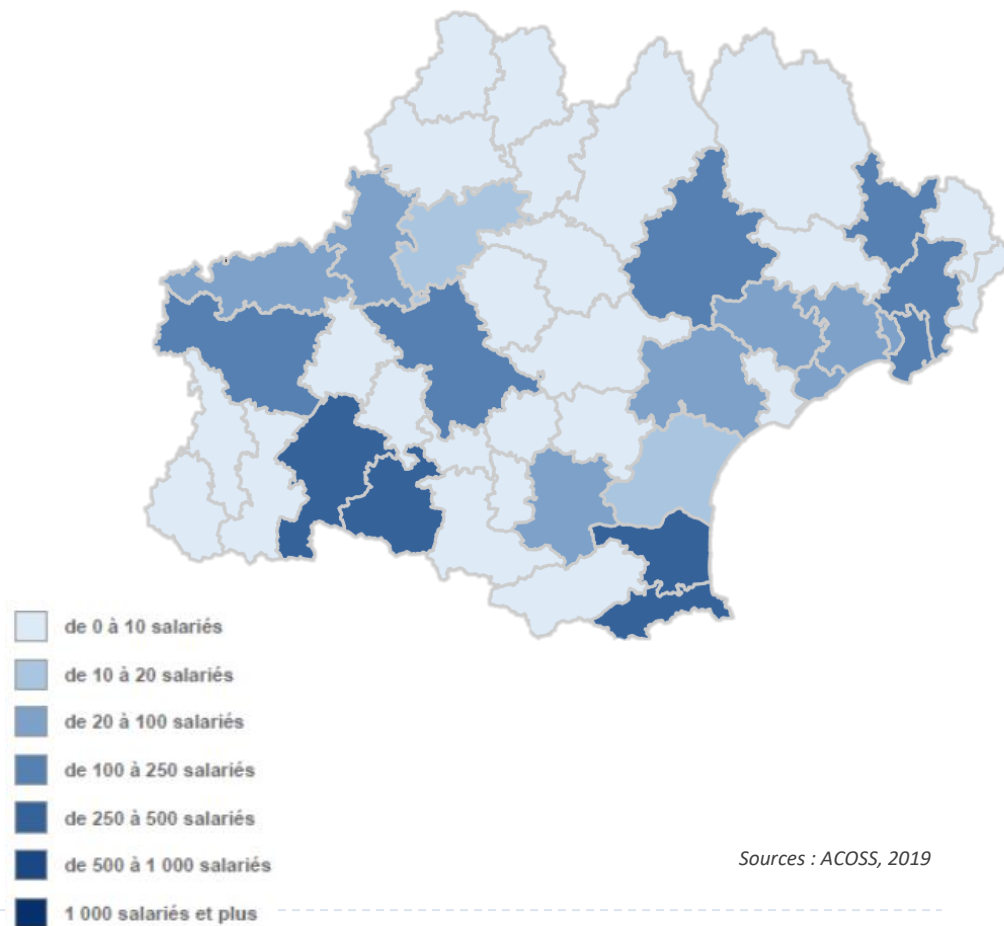 de 0 à 10 salariés
de 10 à 20 salariés
de 20 à 100 salariés
de 100 à 250 salariés
de 250 à 500 salariés
de 500 à 1 000 salariés
1 000 salariés et plus
Sources : ACOSS, 2019